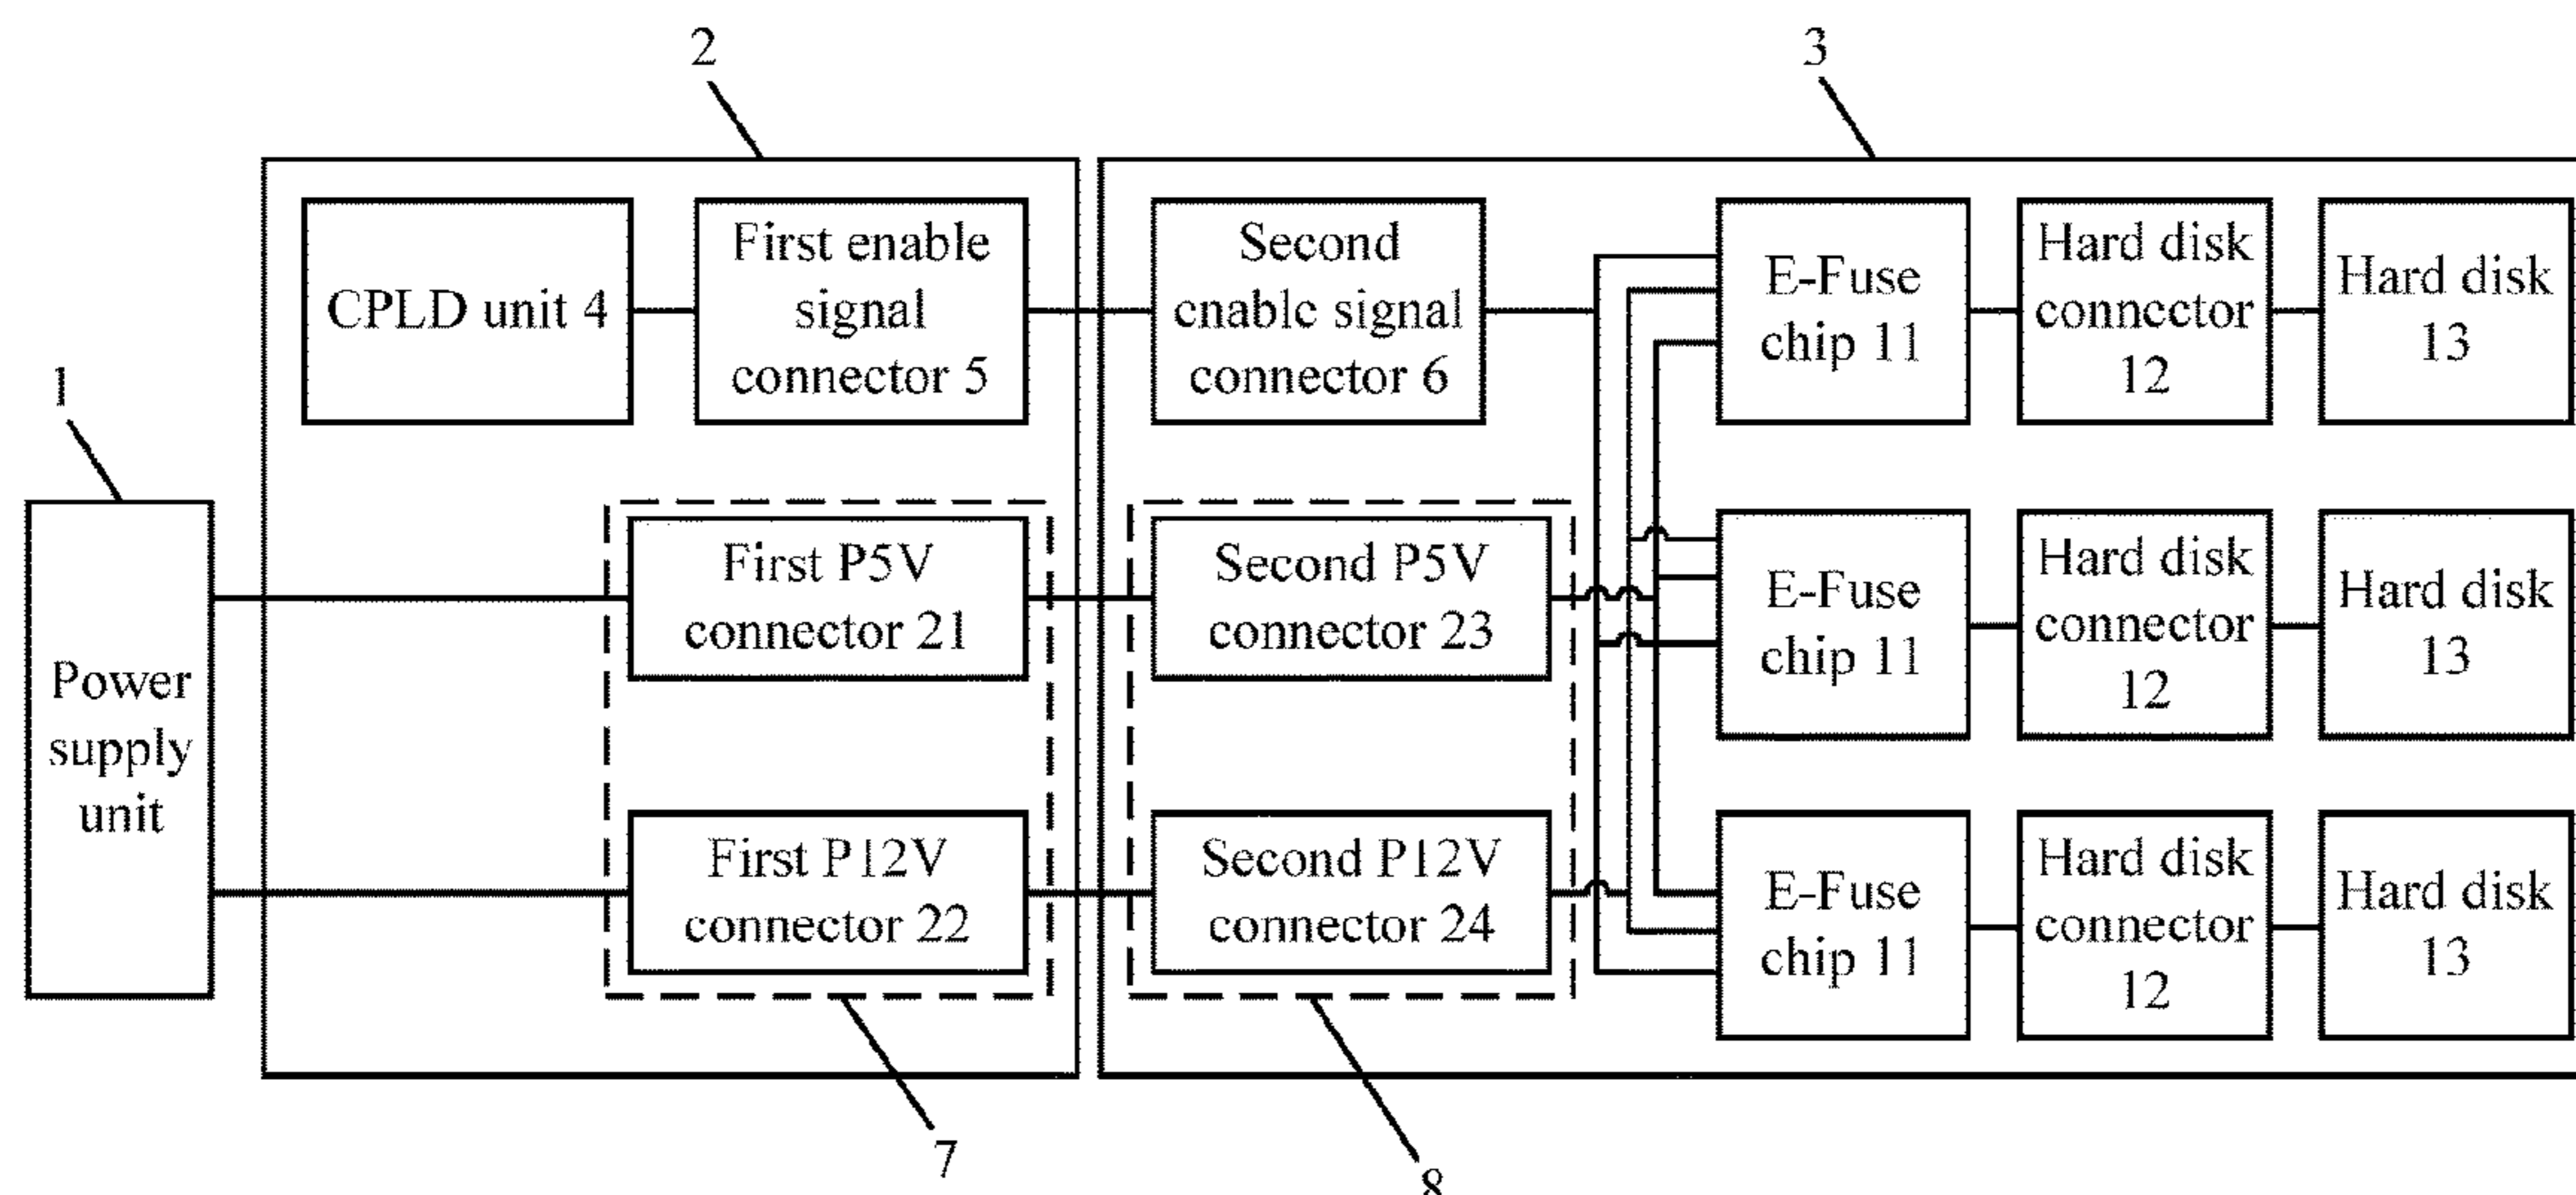 2
3
CPLD unit 4
First enable
signal
connector 5
Second
enable signal
connector 6
E-Fuse
chip 11
Hard disk
connector
12
Hard disk
13
1
Power
supply
unit
First P5V
connector 21
Second P5V
connector 23
E-Fuse
chip 11
Hard disk
connector
12
Hard disk
13
First P12V
connector 22
Second P12V
connector 24
E-Fuse
chip 11
Hard disk
connector
12
Hard disk
13
7
8